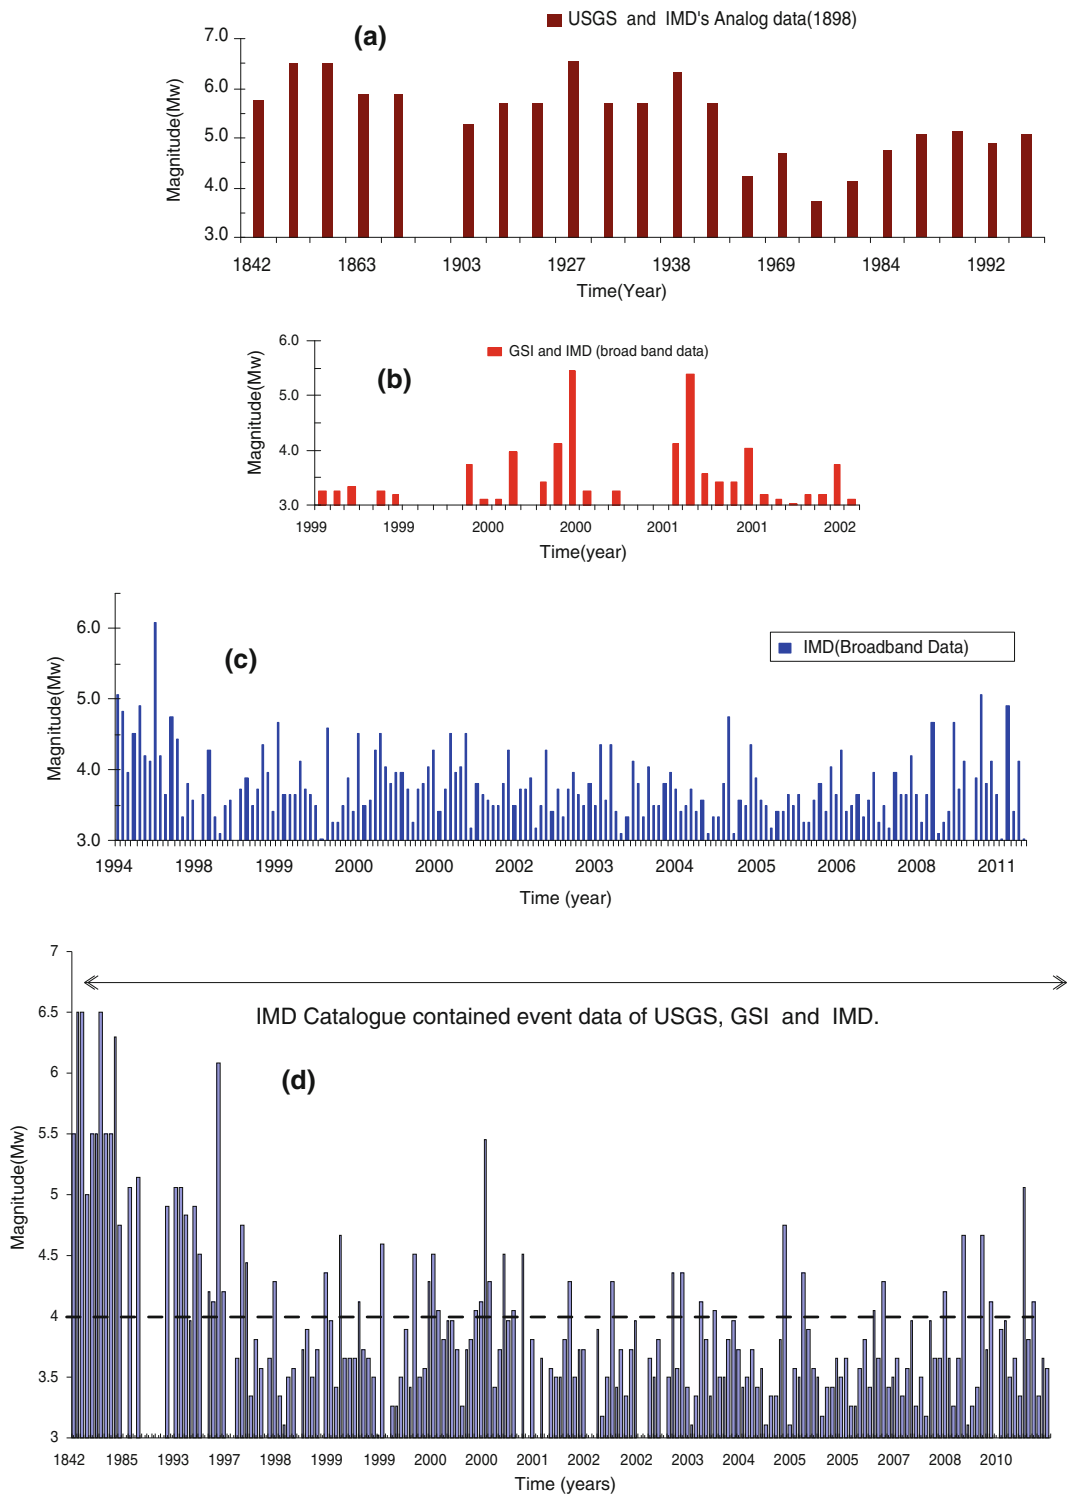 USGS and IMD's Analog data(1898)
(a)
7.0
6.0
5.0
4.0
3.0
Magnitude(Mw)
1842 1863 1903 1927 1938 1969 1984 1992
Time(Year)
6.0
5.0
4.0
3.0
Magnitude(Mw)
GSI and IMD (broad band data)
(b)
1999 1999 2000 2000 2001 2001 2002
Time(year)
6.0
5.0
4.0
3.0
Magnitude(Mw)
(c)
IMD(Broadband Data)
1994 1998 1999 2000 2000 2002 2003 2004 2005 2006 2008 2011
Time (year)
7
6.5
6
5.5
5
4.5
4
3.5
3
Magnitude(Mw)
IMD Catalogue contained event data of USGS, GSI and IMD.
(d)
1842 1985 1993 1997 1998 1999 1999 2000 2000 2001 2002 2002 2003 2004 2005 2005 2007 2008 2010
Time (years)